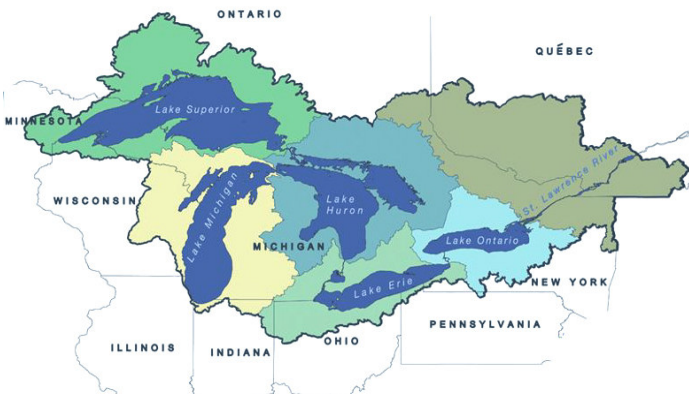 ONTARIO
QUÉBEC
Lake Superior
MINNESOTA
St. Lawrence River
WISCONSIN
Lake Michigan
Lake
Huron
MICHIGAN
Lake Ontario
Lake Erie
NEW YORK
PENNSYLVANIA
OHIO
ILLINOIS
INDIANA